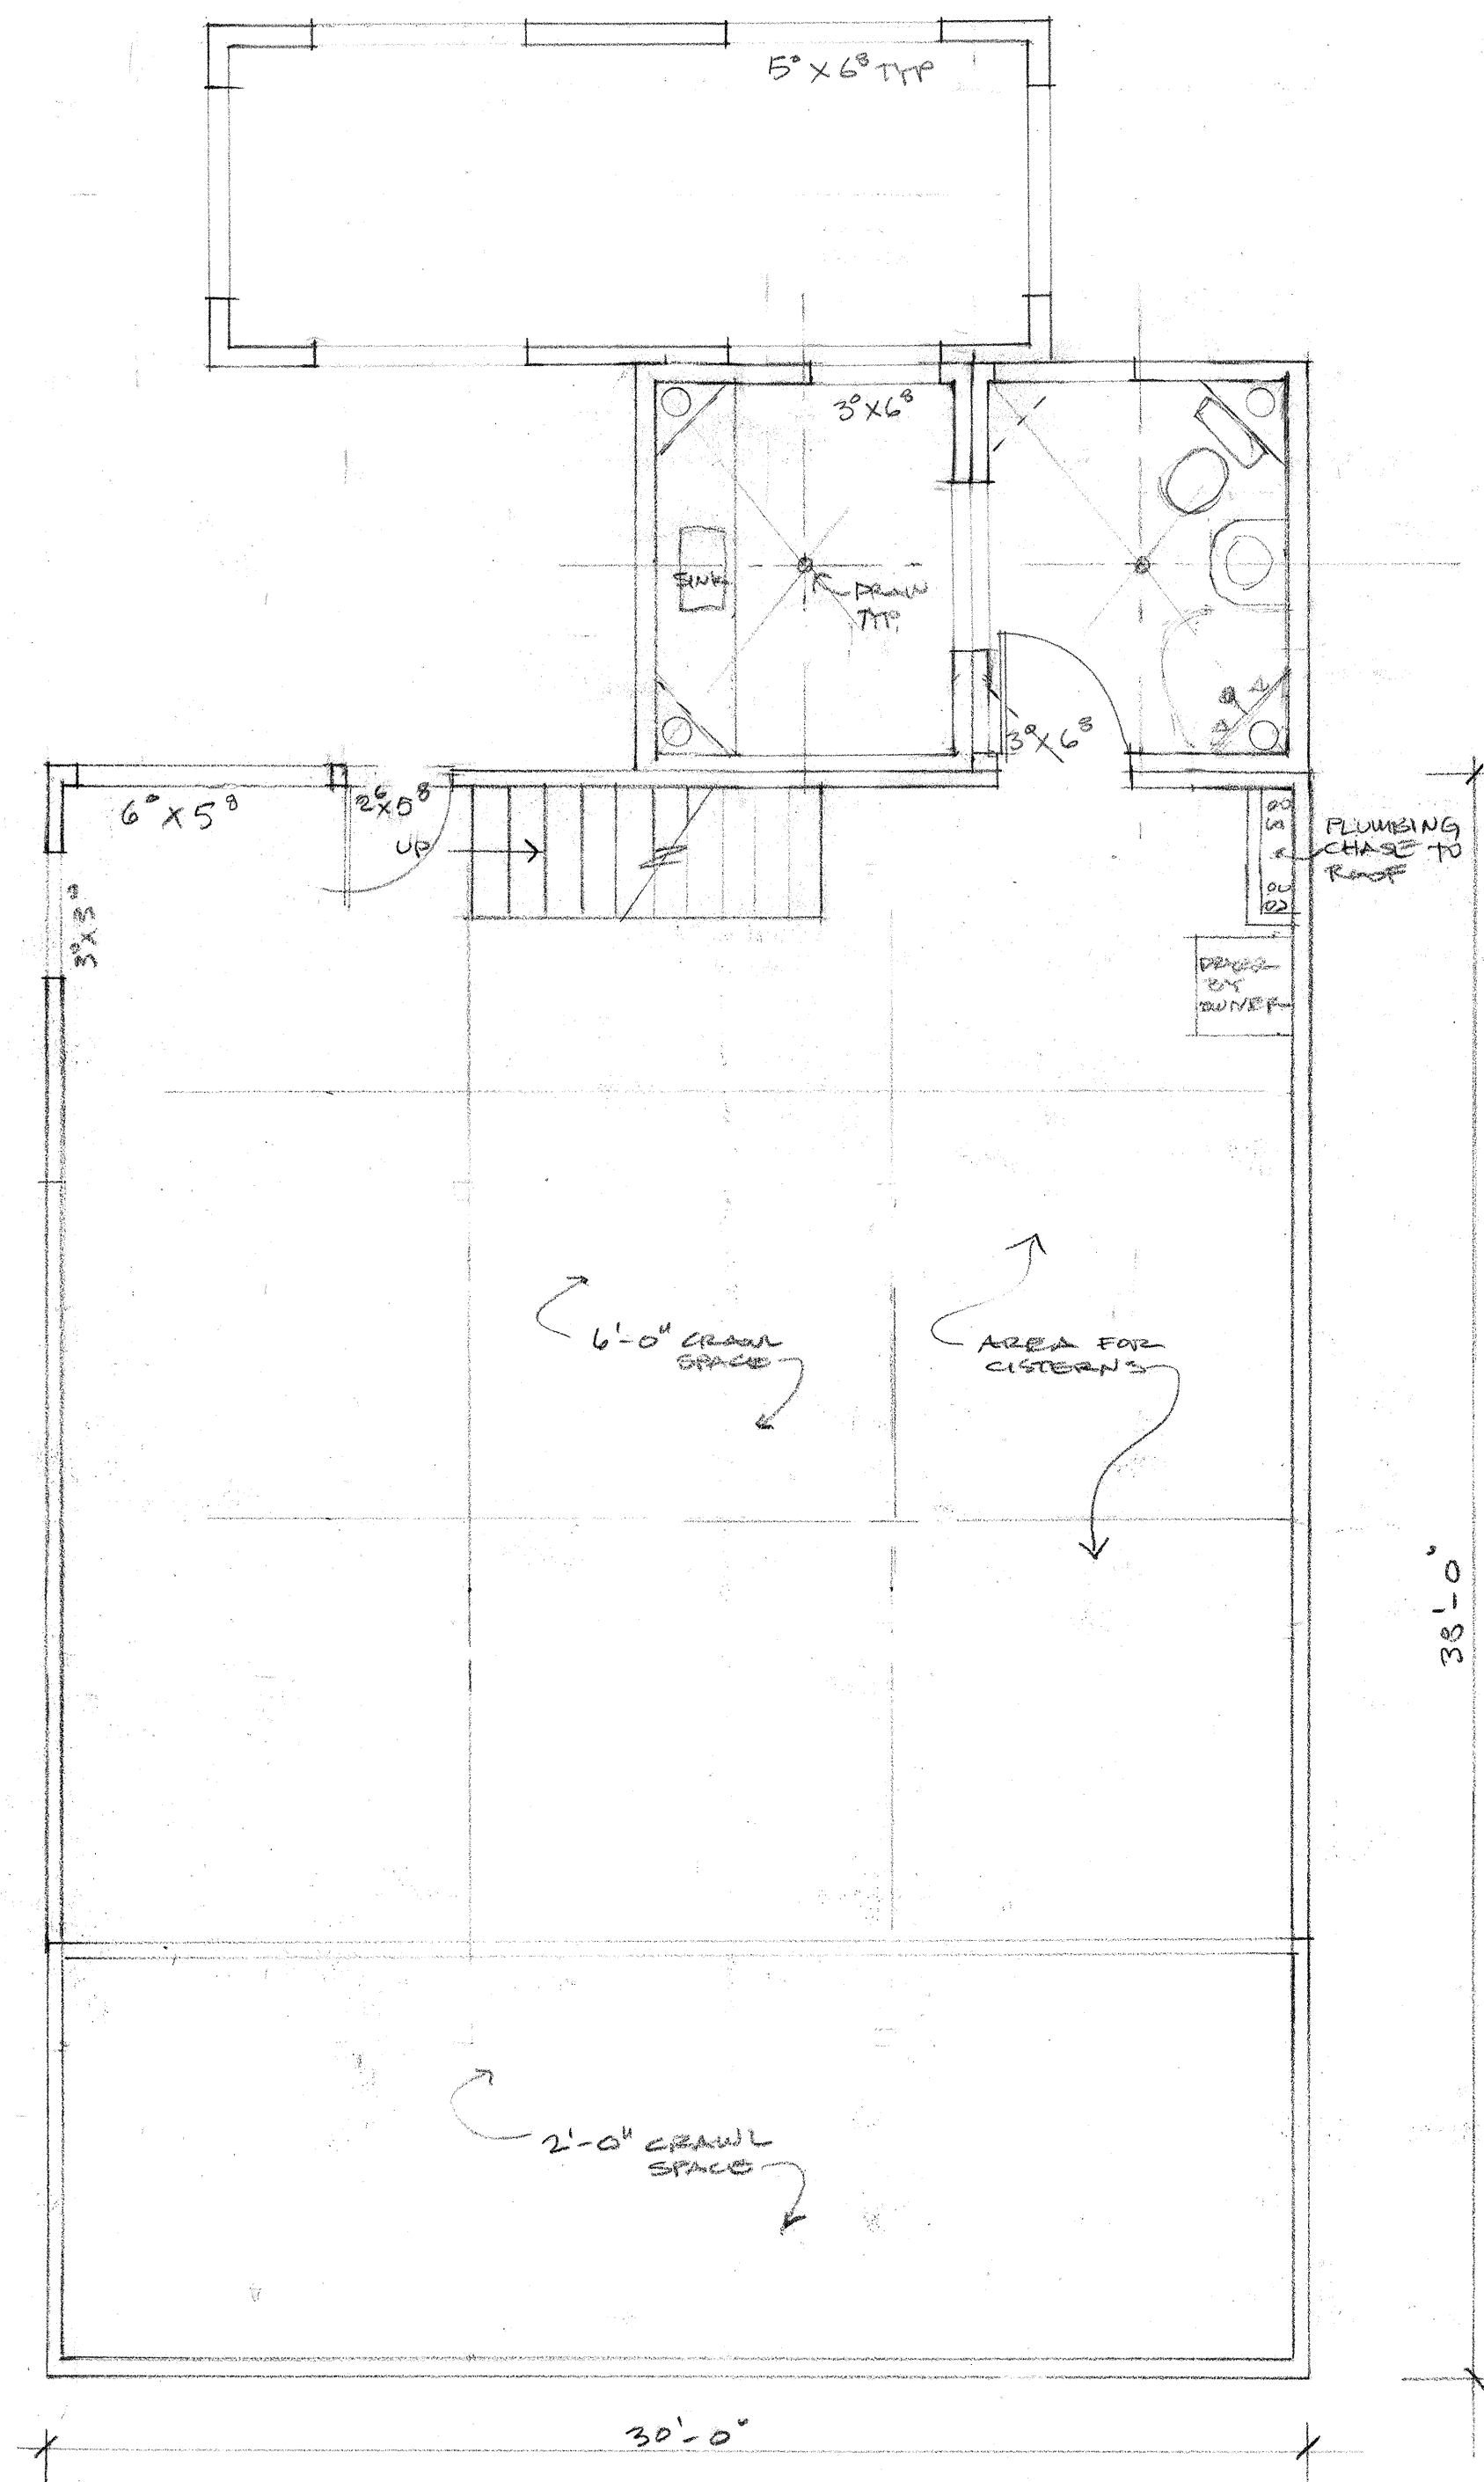 5⁰ X 6⁸ TYP
3⁰X6⁸
SINK
DRAIN
TYP.
3⁰X6⁸
6⁰ X 5⁸
2⁶X5⁸
UP
PLUMBING
CHASE TO
ROOF
3⁰X3⁰
DRYER
BY
OWNER
6'-0" CRAWL
SPACE
AREA FOR
CISTERNS
38'-0"
2'-0" CRAWL
SPACE
30'-0"